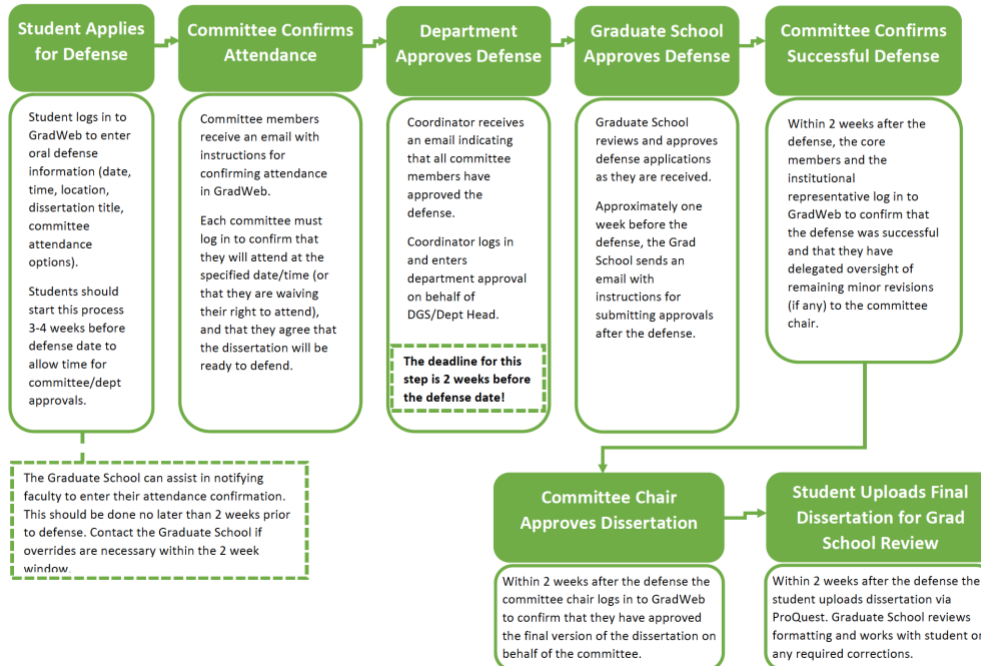 Student Applies
for Defense
Student logs in to
GradWeb to enter
oral defense
information (date,
time, location,
dissertation title,
committee
attendance
options).
Students should
start this process
3-4 weeks before
defense date to
allow time for
committee/dept
approvals.
The Graduate School can assist in notifying
faculty to enter their attendance confirmation.
This should be done no later than 2 weeks prior
to defense. Contact the Graduate School if
overrides are necessary within the 2 week
window.
Committee Confirms
Attendance
Committee members
receive an email with
instructions for
confirming attendance
in GradWeb.
Each committee must
log in to confirm that
they will attend at the
specified date/time (or
that they are waiving
their right to attend),
and that they agree that
the dissertation will be
ready to defend.
Department
Approves Defense
Coordinator receives
an email indicating
that all committee
members have
approved the
defense.
Coordinator logs in
and enters
department approval
on behalf of
DGS/Dept Head.
The deadline for this
step is 2 weeks before
the defense date!
Graduate School
Approves Defense
Graduate School
reviews and approves
defense applications
as they are received.
Approximately one
week before the
defense, the Grad
School sends an
email with
instructions for
submitting approvals
after the defense.
Committee Confirms
Successful Defense
Within 2 weeks after the
defense, the core
members and the
institutional
representative log in to
GradWeb to confirm that
the defense was successful
and that they have
delegated oversight of
remaining minor revisions
(if any) to the committee
chair.
Committee Chair
Approves Dissertation
Within 2 weeks after the defense the
committee chair logs in to GradWeb
to confirm that they have approved
the final version of the dissertation on
behalf of the committee.
Student Uploads Final
Dissertation for Grad
School Review
Within 2 weeks after the defense the
student uploads dissertation via
ProQuest. Graduate School reviews
formatting and works with student on
any required corrections.